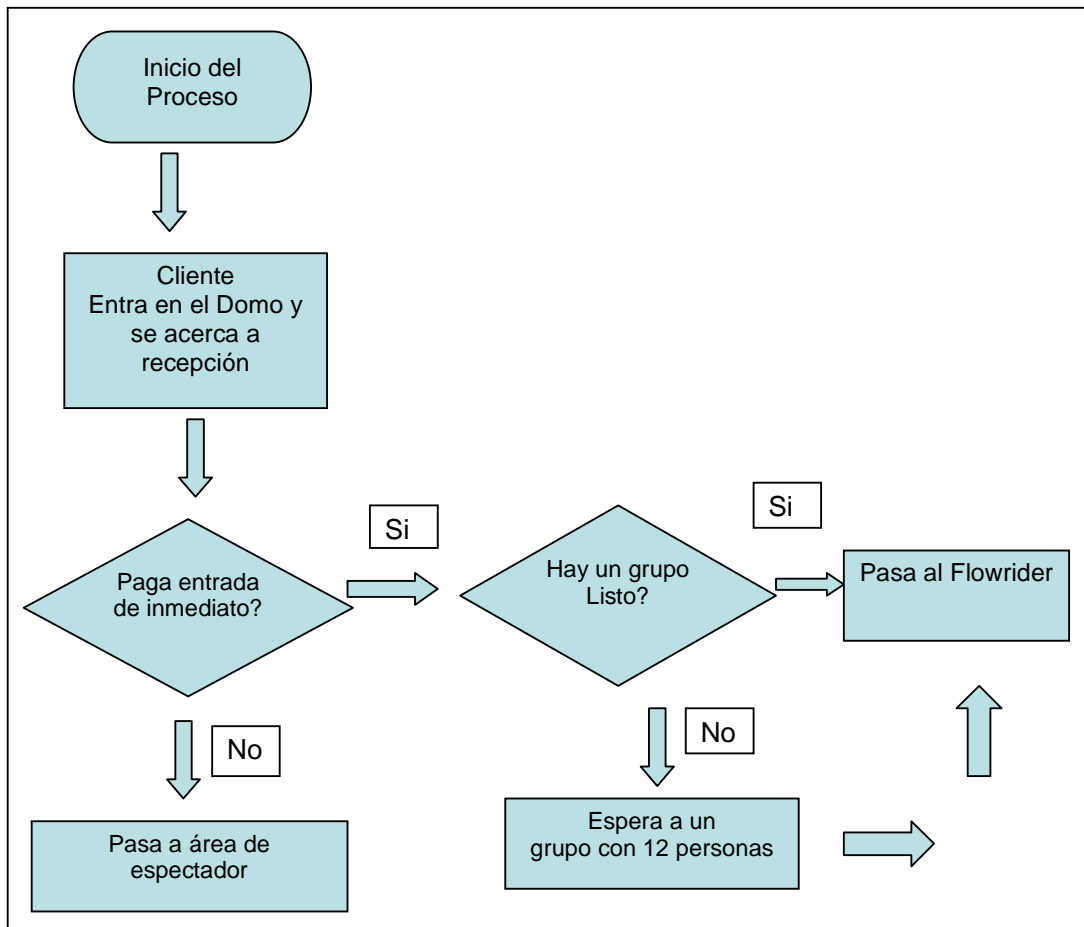 Inicio del
Proceso
Cliente
Entra en el Domo y
se acerca a
recepción
Si
Si
Paga entrada
de inmediato?
Hay un grupo
Listo?
Pasa al Flowrider
No
No
Pasa a área de
espectador
Espera a un
grupo con 12 personas